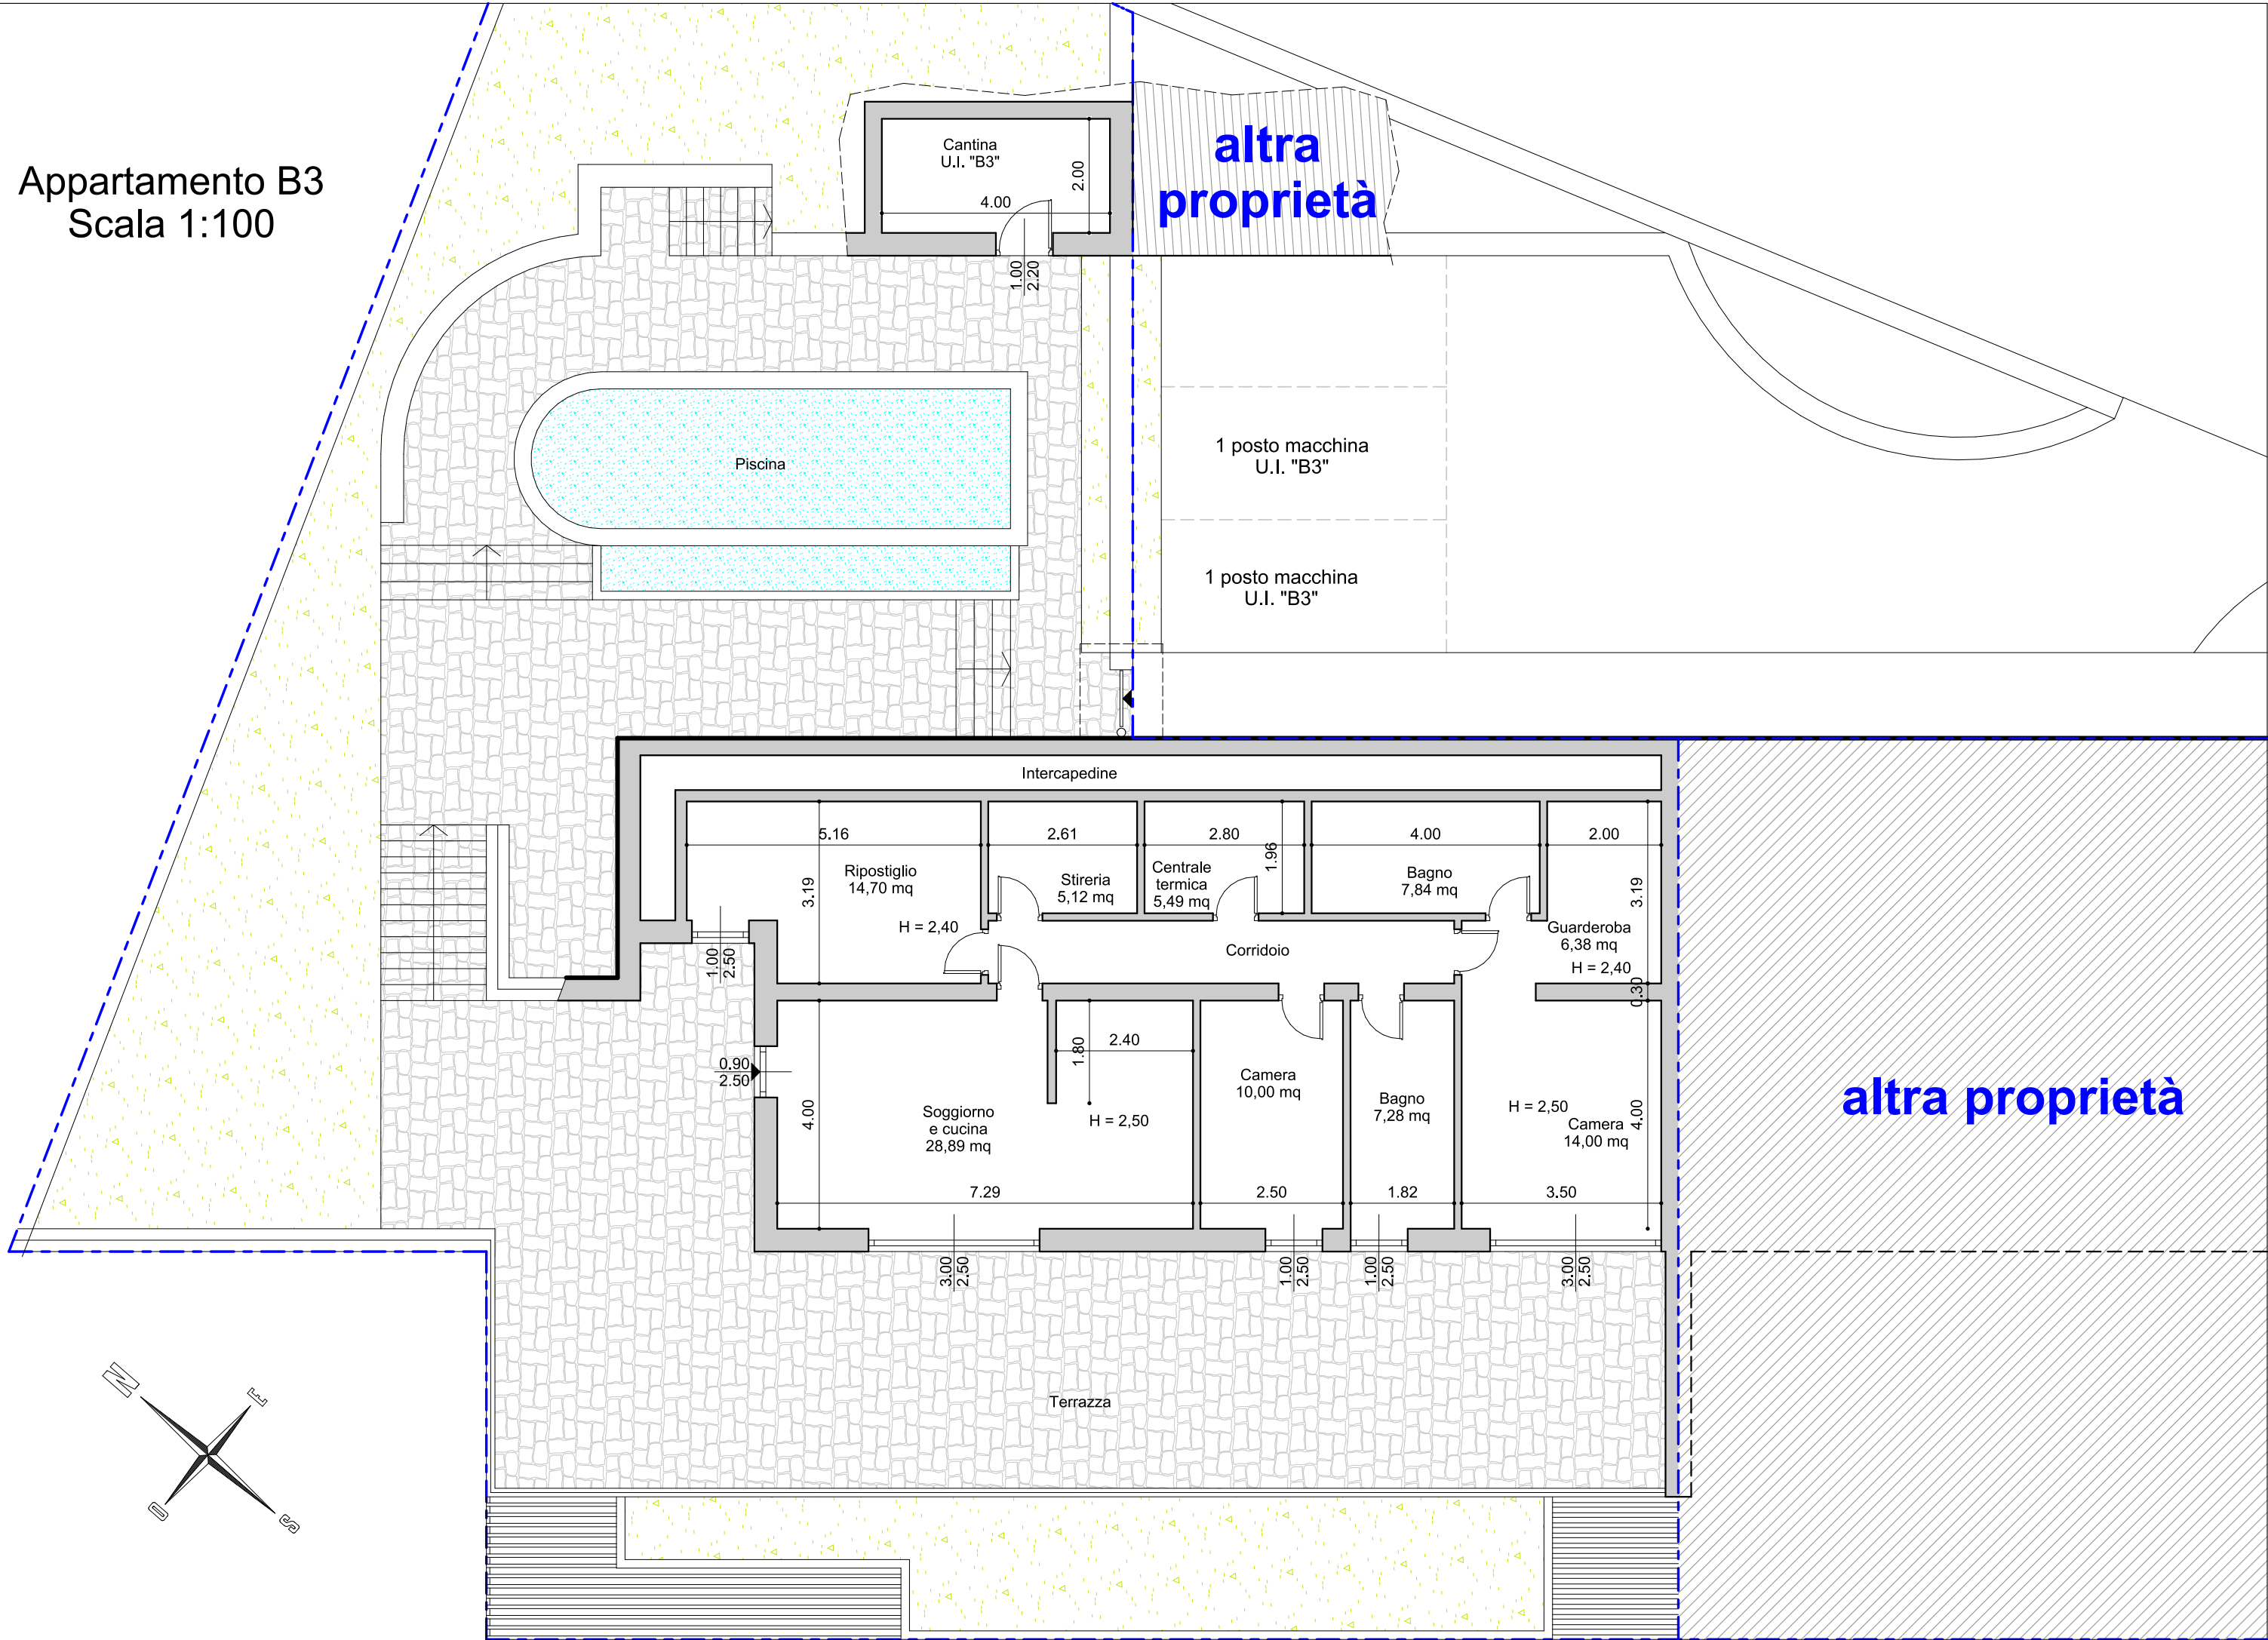 Appartamento B3
Scala 1:100
Cantina
U.I. "B3"
2.00
4.00
1.00
2.20
altra
proprietà
Piscina
1 posto macchina
U.I. "B3"
1 posto macchina
U.I. "B3"
Intercapedine
5.16
2.61
2.80
4.00
2.00
Ripostiglio
14,70 mq
3.19
H = 2,40
Stireria
5,12 mq
Centrale
termica
5,49 mq
1.96
Bagno
7,84 mq
3.19
Guarderoba
6,38 mq
H = 2,40
0.30
Corridoio
1.00
2.50
0.90
2.50
4.00
Soggiorno
e cucina
28,89 mq
1.80
2.40
H = 2,50
Camera
10,00 mq
Bagno
7,28 mq
H = 2,50
Camera
14,00 mq
4.00
altra proprietà
7.29
2.50
1.82
3.50
3.00
2.50
1.00
2.50
1.00
2.50
3.00
2.50
Terrazza
N
E
O
S